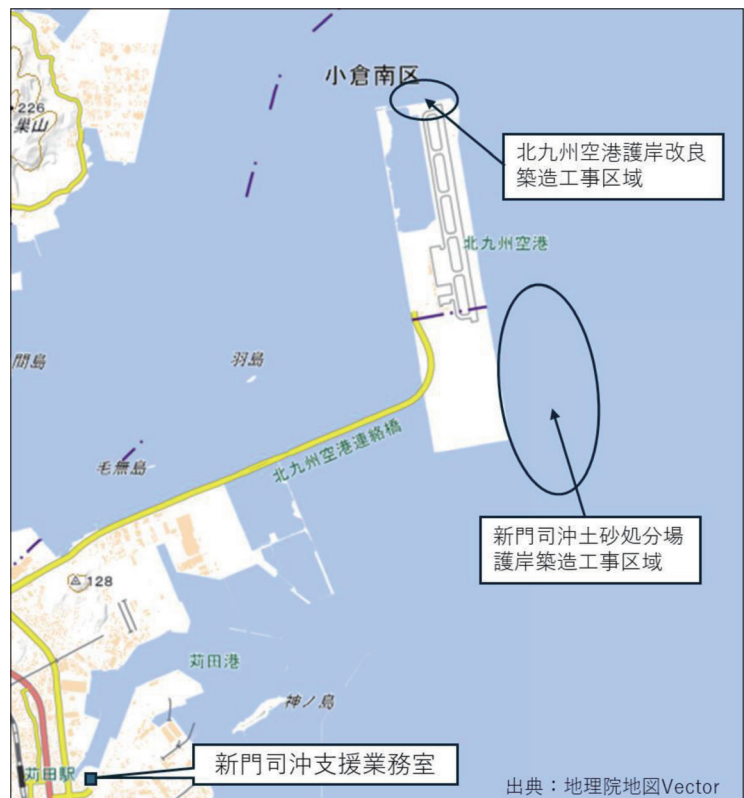 小倉南区
226
巣山
北九州空港護岸改良
築造工事区域
北九州空港
間島
羽島
北九州空港連絡橋
毛無島
新門司沖土砂処分場
護岸築造工事区域
128
苅田港
神ノ島
新門司沖支援業務室
苅田駅
出典：地理院地図Vector